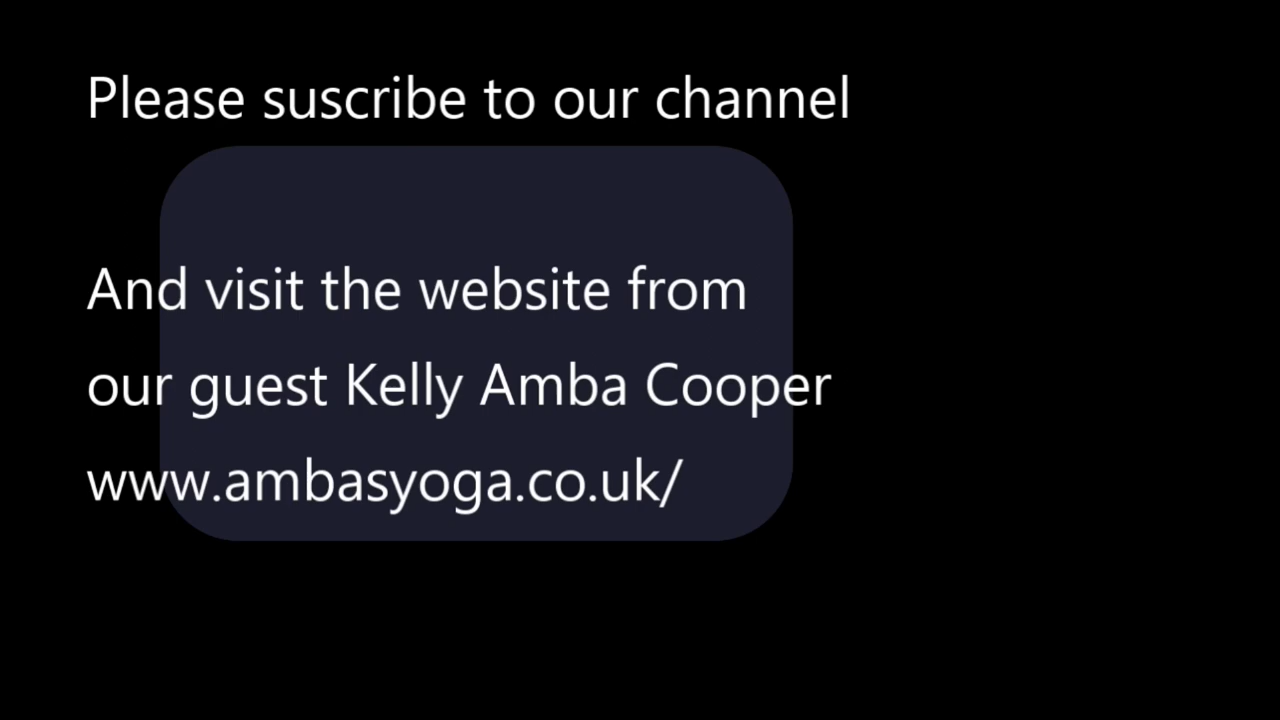 Please suscribe to our channel
And visit the website from
our guest Kelly Amba Cooper
www.ambasyoga.co.uk/